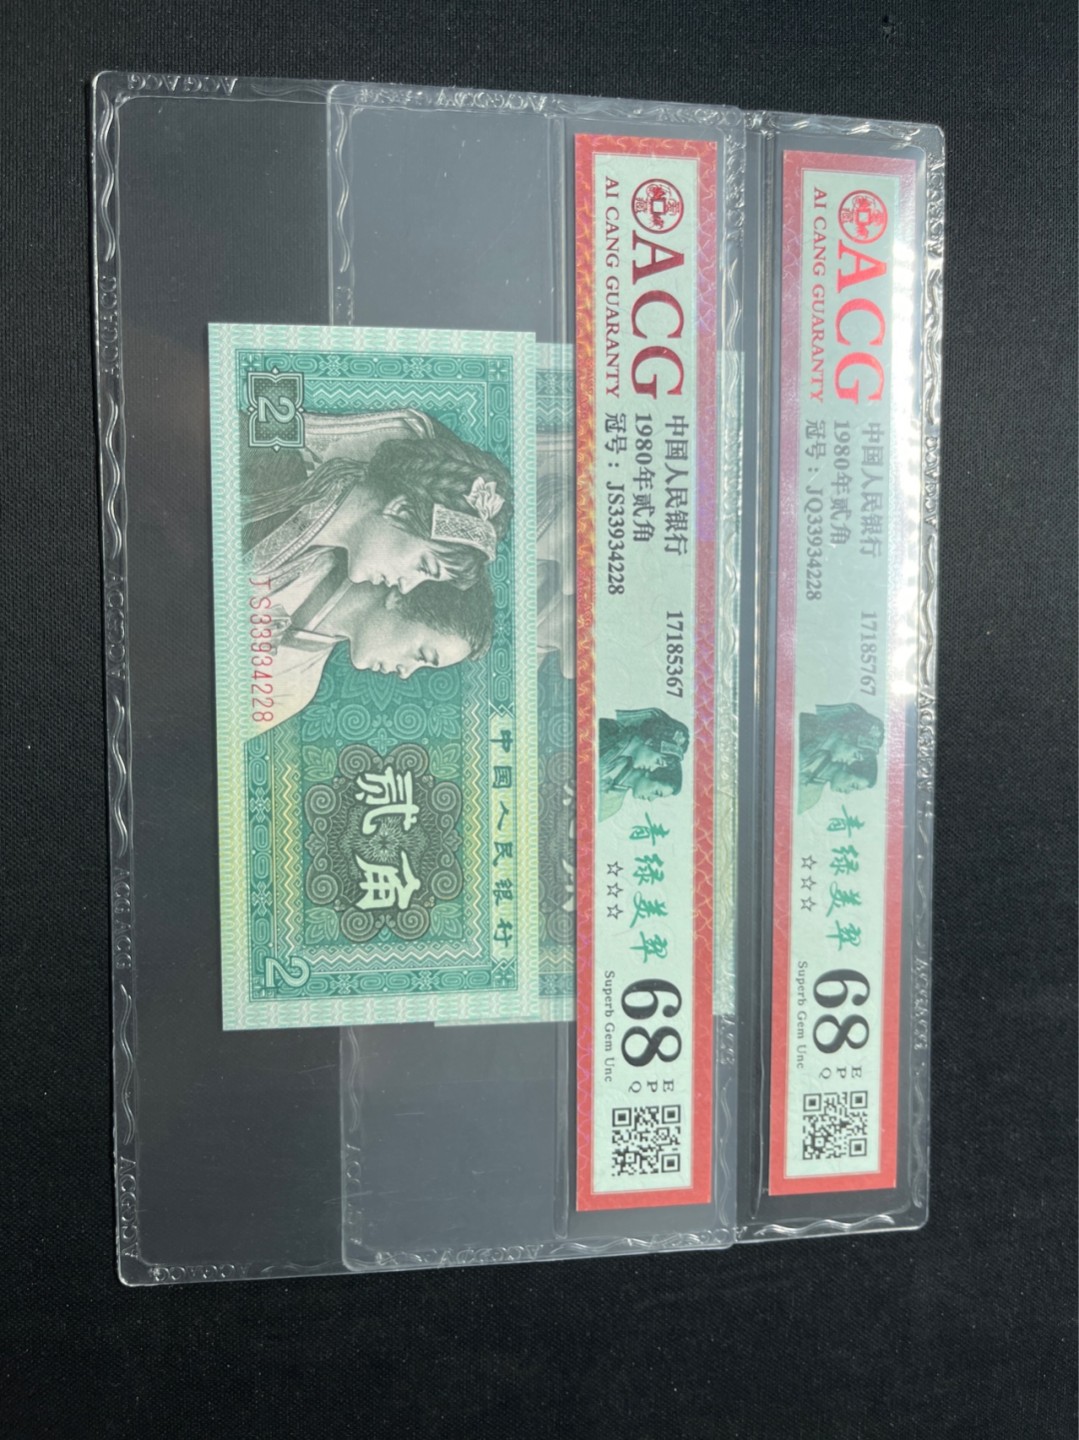 ACG
AI CANG GUARANTY
中国人民银行 17185767
1980年贰角
冠号：JQ33934228
青绿美翠
☆☆☆
68
EPQ
Superb Gem Unc
ACG
AI CANG GUARANTY
中国人民银行 17185367
1980年贰角
冠号：JS33934228
青绿美翠
☆☆☆
68
EPQ
Superb Gem Unc
中国人民银行
贰角
2
JS33934228
2